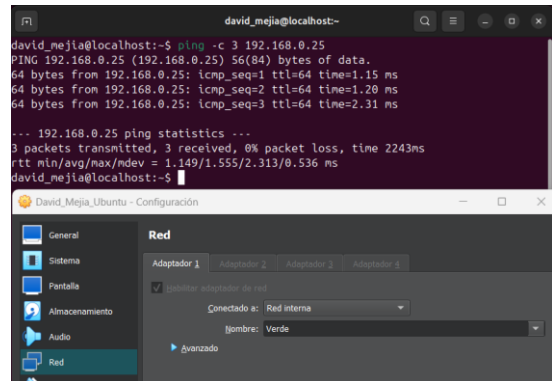 david_mejia@localhost:~
david_mejia@localhost:~$ ping -c 3 192.168.0.25
PING 192.168.0.25 (192.168.0.25) 56(84) bytes of data.
64 bytes from 192.168.0.25: icmp_seq=1 ttl=64 time=1.15 ms
64 bytes from 192.168.0.25: icmp_seq=2 ttl=64 time=1.20 ms
64 bytes from 192.168.0.25: icmp_seq=3 ttl=64 time=2.31 ms
--- 192.168.0.25 ping statistics ---
3 packets transmitted, 3 received, 0% packet loss, time 2243ms
rtt min/avg/max/mdev = 1.149/1.555/2.313/0.536 ms
david_mejia@localhost:~$
David_Mejia_Ubuntu - Configuración
General
Sistema
Pantalla
Almacenamiento
Audio
Red
Red
Adaptador 1 Adaptador 2 Adaptador 3 Adaptador 4
Habilitar adaptador de red
Conectado a: Red interna
Nombre: Verde
Avanzado